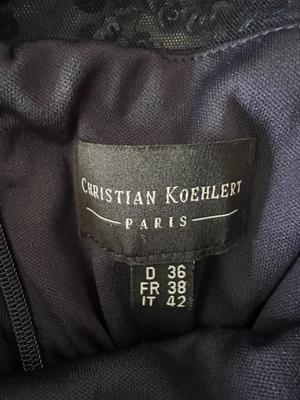 CHRISTIAN KOEHLERT
PARIS
D 36
FR 38
IT 42